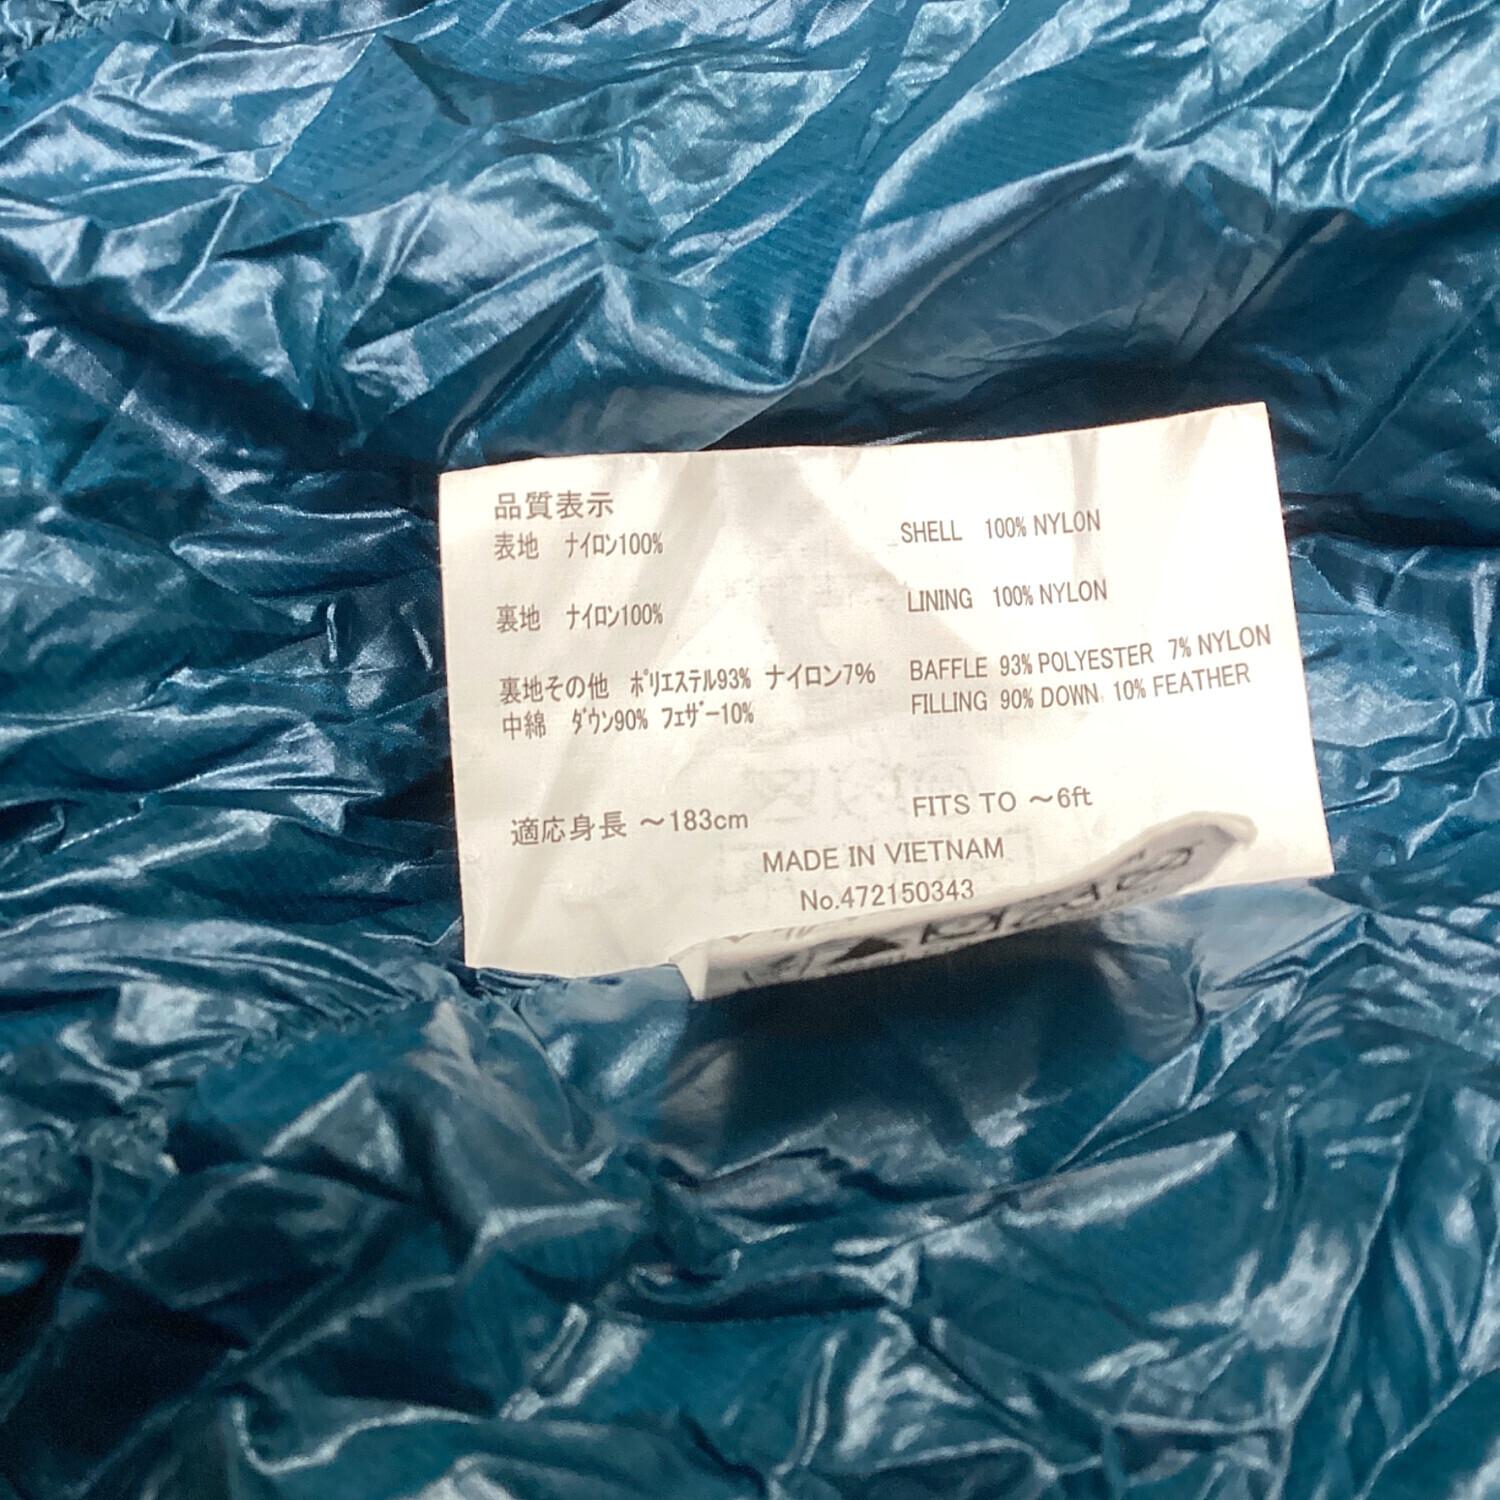 品質表示
表地 ナイロン100%
SHELL 100% NYLON
裏地 ナイロン100%
LINING 100% NYLON
裏地その他 ポリエステル93% ナイロン7%
BAFFLE 93% POLYESTER 7% NYLON
中綿 ダウン90% フェザー10%
FILLING 90% DOWN 10% FEATHER
適応身長 ～183cm
FITS TO ～6ft
MADE IN VIETNAM
No.472150343